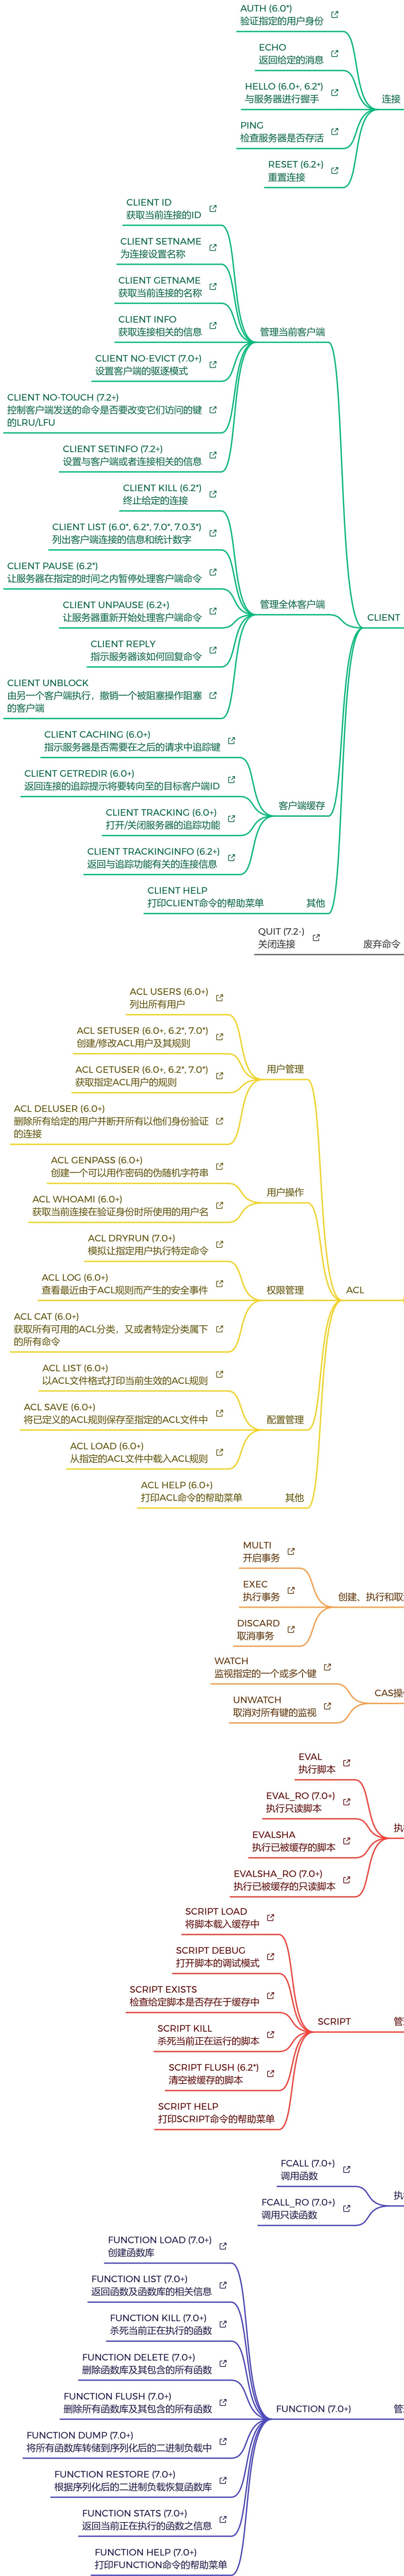 AUTH (6.0*)
验证指定的用户身份
ECHO
返回给定的消息
HELLO (6.0+, 6.2*)
与服务器进行握手
PING
检查服务器是否存活
RESET (6.2+)
重置连接
连接
CLIENT ID
获取当前连接的ID
CLIENT SETNAME
为连接设置名称
CLIENT GETNAME
获取当前连接的名称
CLIENT INFO
获取连接相关的信息
CLIENT NO-EVICT (7.0+)
设置客户端的驱逐模式
CLIENT NO-TOUCH (7.2+)
控制客户端发送的命令是否要改变它们访问的键
的LRU/LFU
CLIENT SETINFO (7.2+)
设置与客户端或者连接相关的信息
管理当前客户端
CLIENT KILL (6.2*)
终止给定的连接
CLIENT LIST (6.0*, 6.2*, 7.0*, 7.0.3*)
列出客户端连接的信息和统计数字
CLIENT PAUSE (6.2*)
让服务器在指定的时间之内暂停处理客户端命令
CLIENT UNPAUSE (6.2+)
让服务器重新开始处理客户端命令
CLIENT REPLY
指示服务器该如何回复命令
CLIENT UNBLOCK
由另一个客户端执行，撤销一个被阻塞操作阻塞
的客户端
管理全体客户端
CLIENT
CLIENT CACHING (6.0+)
指示服务器是否需要在之后的请求中追踪键
CLIENT GETREDIR (6.0+)
返回连接的追踪提示将要转向至的目标客户端ID
CLIENT TRACKING (6.0+)
打开/关闭服务器的追踪功能
CLIENT TRACKINGINFO (6.2+)
返回与追踪功能有关的连接信息
客户端缓存
CLIENT HELP
打印CLIENT命令的帮助菜单
其他
QUIT (7.2-)
关闭连接
废弃命令
ACL USERS (6.0+)
列出所有用户
ACL SETUSER (6.0+, 6.2*, 7.0*)
创建/修改ACL用户及其规则
ACL GETUSER (6.0+, 6.2*, 7.0*)
获取指定ACL用户的规则
ACL DELUSER (6.0+)
删除所有给定的用户并断开所有以他们身份验证
的连接
用户管理
ACL GENPASS (6.0+)
创建一个可以用作密码的伪随机字符串
ACL WHOAMI (6.0+)
获取当前连接在验证身份时所使用的用户名
用户操作
ACL DRYRUN (7.0+)
模拟让指定用户执行特定命令
ACL LOG (6.0+)
查看最近由于ACL规则而产生的安全事件
ACL CAT (6.0+)
获取所有可用的ACL分类，又或者特定分类属下
的所有命令
权限管理
ACL
ACL LIST (6.0+)
以ACL文件格式打印当前生效的ACL规则
ACL SAVE (6.0+)
将已定义的ACL规则保存至指定的ACL文件中
ACL LOAD (6.0+)
从指定的ACL文件中载入ACL规则
配置管理
ACL HELP (6.0+)
打印ACL命令的帮助菜单
其他
MULTI
开启事务
EXEC
执行事务
DISCARD
取消事务
创建、执行和取
WATCH
监视指定的一个或多个键
UNWATCH
取消对所有键的监视
CAS操
EVAL
执行脚本
EVAL_RO (7.0+)
执行只读脚本
EVALSHA
执行已被缓存的脚本
EVALSHA_RO (7.0+)
执行已被缓存的只读脚本
执
SCRIPT LOAD
将脚本载入缓存中
SCRIPT DEBUG
打开脚本的调试模式
SCRIPT EXISTS
检查给定脚本是否存在于缓存中
SCRIPT KILL
杀死当前正在运行的脚本
SCRIPT FLUSH (6.2*)
清空被缓存的脚本
SCRIPT HELP
打印SCRIPT命令的帮助菜单
SCRIPT
管
FCALL (7.0+)
调用函数
FCALL_RO (7.0+)
调用只读函数
执
FUNCTION LOAD (7.0+)
创建函数库
FUNCTION LIST (7.0+)
返回函数及函数库的相关信息
FUNCTION KILL (7.0+)
杀死当前正在执行的函数
FUNCTION DELETE (7.0+)
删除函数库及其包含的所有函数
FUNCTION FLUSH (7.0+)
删除所有函数库及其包含的所有函数
FUNCTION DUMP (7.0+)
将所有函数库转储到序列化后的二进制负载中
FUNCTION RESTORE (7.0+)
根据序列化后的二进制负载恢复函数库
FUNCTION STATS (7.0+)
返回当前正在执行的函数之信息
FUNCTION HELP (7.0+)
打印FUNCTION命令的帮助菜单
FUNCTION (7.0+)
管